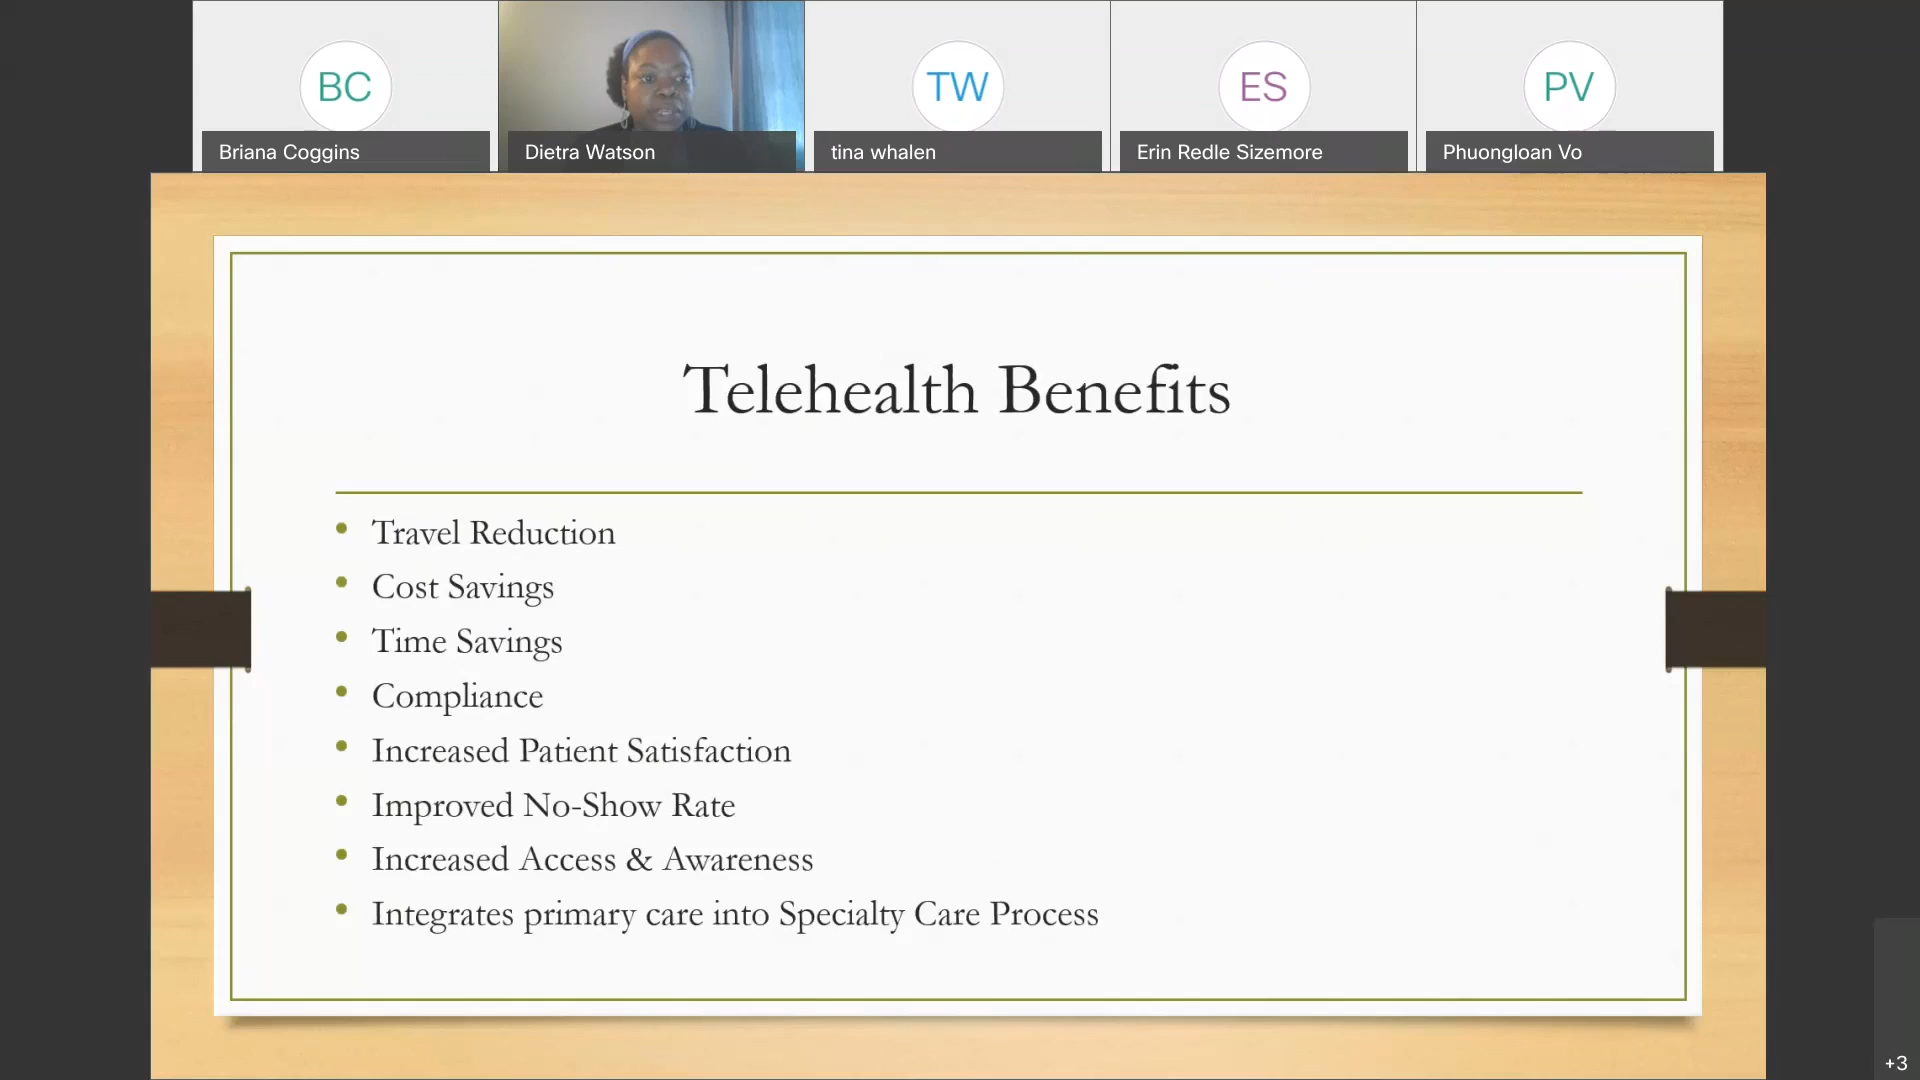 BC
TW
ES
PV
Briana Coggins
Dietra Watson
tina whalen
Erin Redle Sizemore
Phuongloan Vo
Telehealth Benefits
• Travel Reduction
• Cost Savings
• Time Savings
• Compliance
• Increased Patient Satisfaction
• Improved No-Show Rate
• Increased Access & Awareness
• Integrates primary care into Specialty Care Process
+3